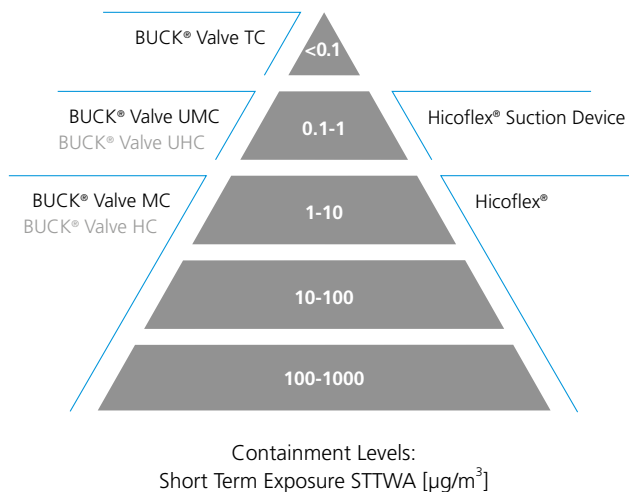 BUCK® Valve TC
<0.1
BUCK® Valve UMC
BUCK® Valve UHC
0.1-1
Hicoflex® Suction Device
BUCK® Valve MC
BUCK® Valve HC
1-10
Hicoflex®
10-100
100-1000
Containment Levels:
Short Term Exposure STTWA [µg/m³]